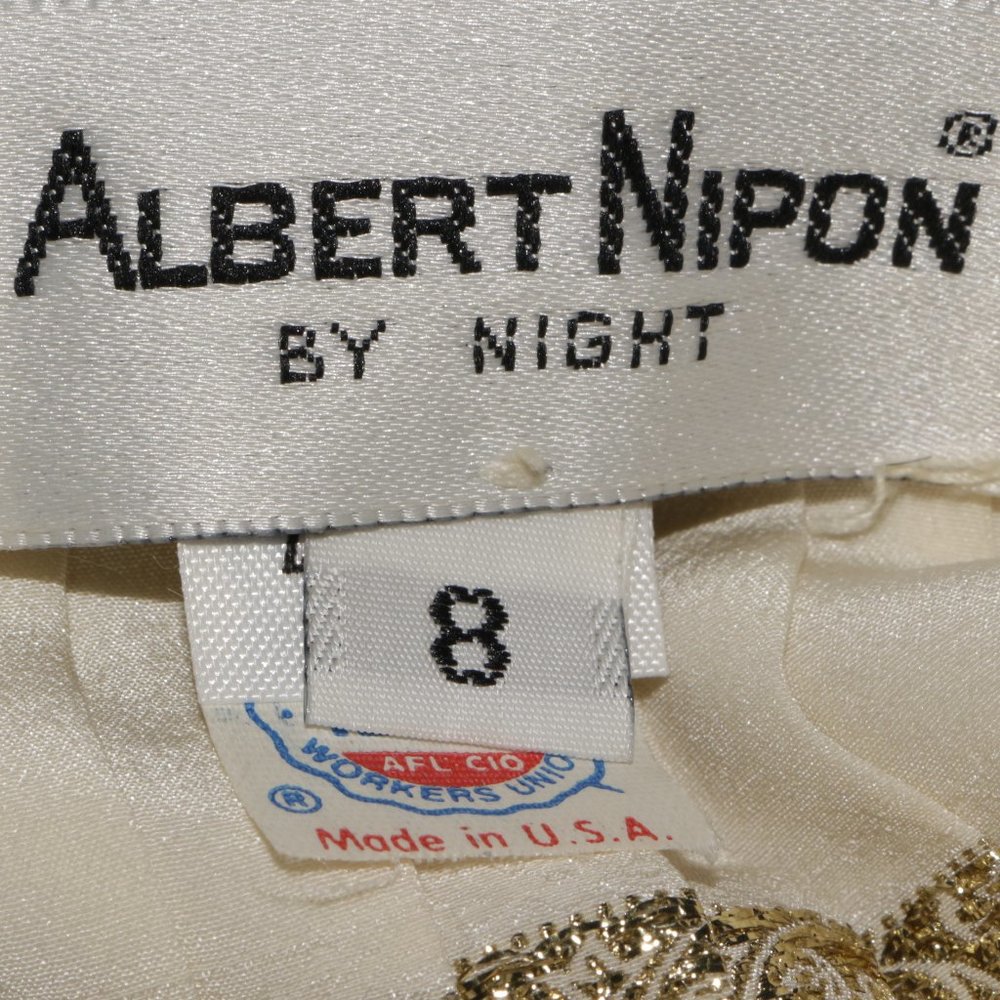 ALBERT NIPON ®
BY NIGHT
8
AFL CIO
WORKERS UNIO
®
Made in U.S.A.